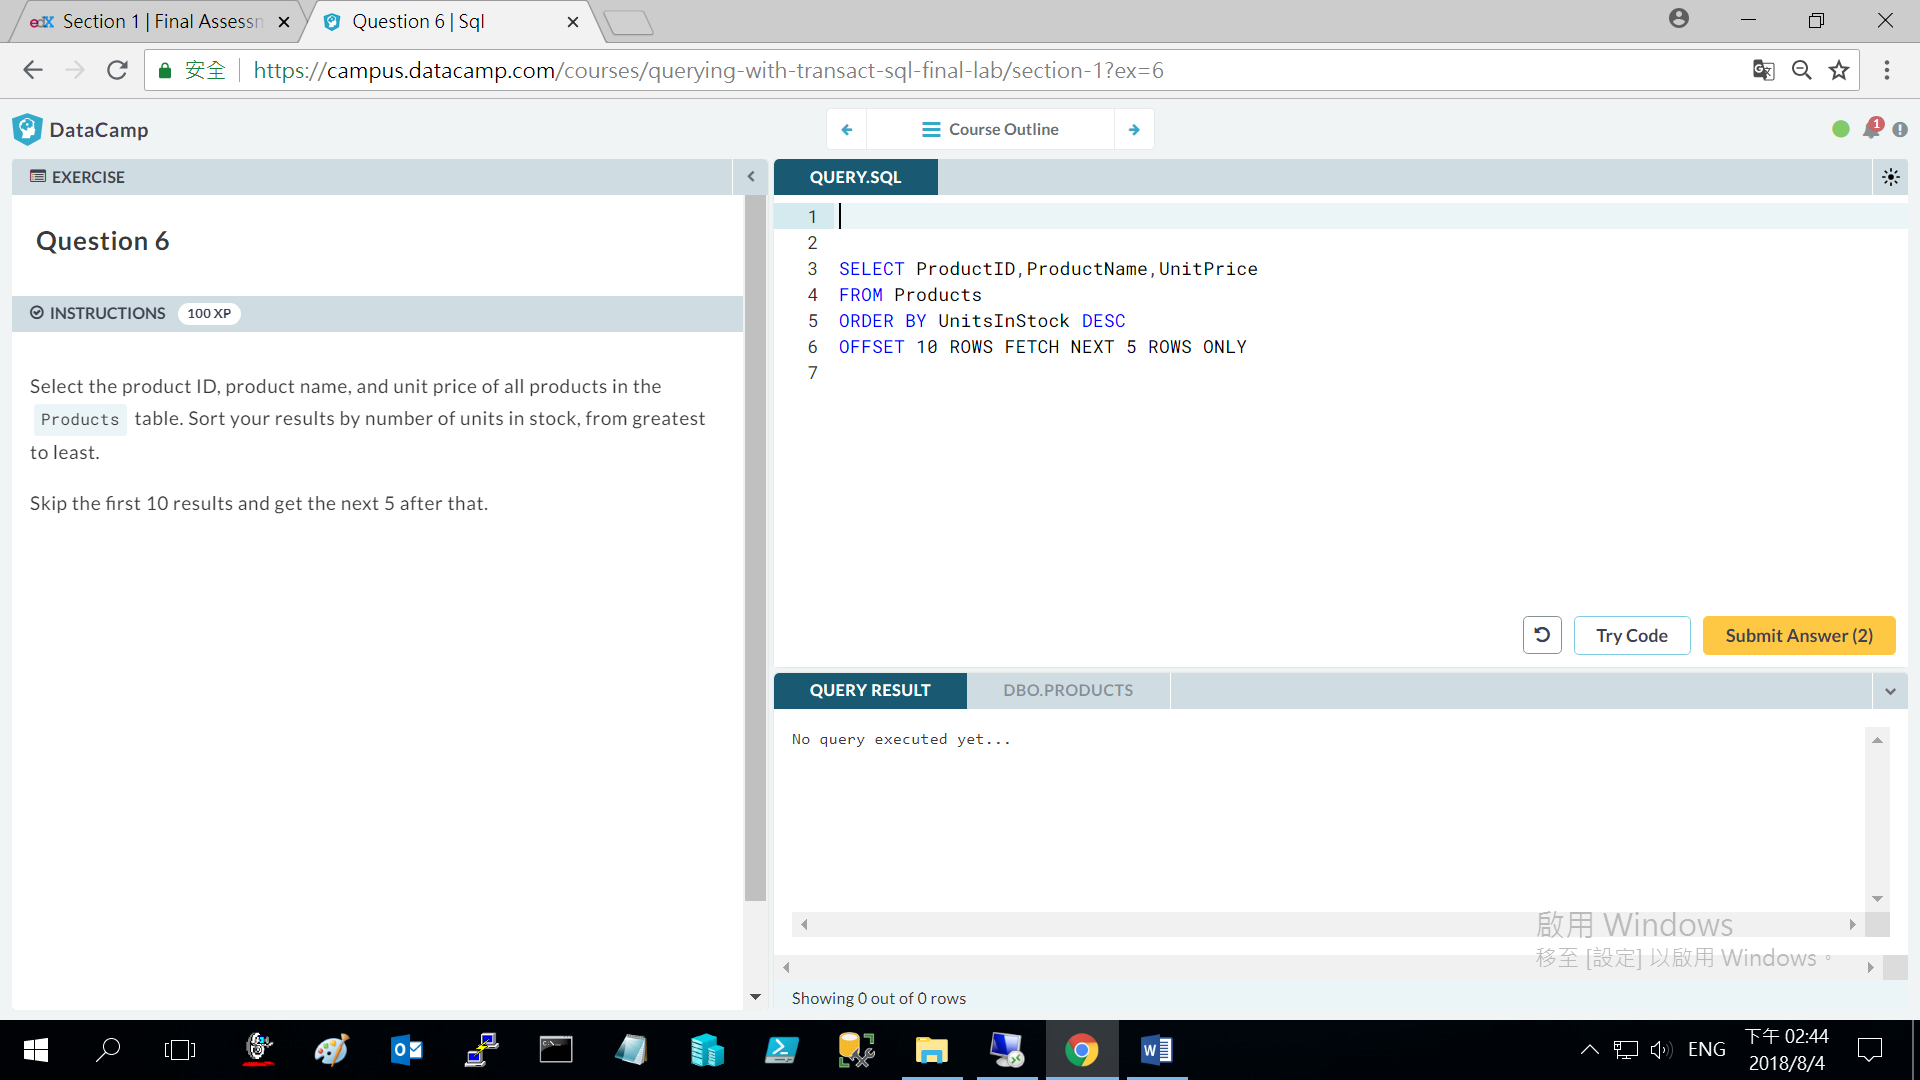 edX Section 1 | Final Assessm
Question 6 | Sql
安全
https://campus.datacamp.com/courses/querying-with-transact-sql-final-lab/section-1?ex=6
DataCamp
Course Outline
1
EXERCISE
QUERY.SQL
Question 6
INSTRUCTIONS 100 XP
Select the product ID, product name, and unit price of all products in the
Products table. Sort your results by number of units in stock, from greatest
to least.
Skip the first 10 results and get the next 5 after that.
1
2
3 SELECT ProductID,ProductName,UnitPrice
4 FROM Products
5 ORDER BY UnitsInStock DESC
6 OFFSET 10 ROWS FETCH NEXT 5 ROWS ONLY
7
Try Code
Submit Answer (2)
QUERY RESULT
DBO.PRODUCTS
No query executed yet...
啟用 Windows
移至 [設定] 以啟用 Windows。
Showing 0 out of 0 rows
ENG
下午 02:44
2018/8/4